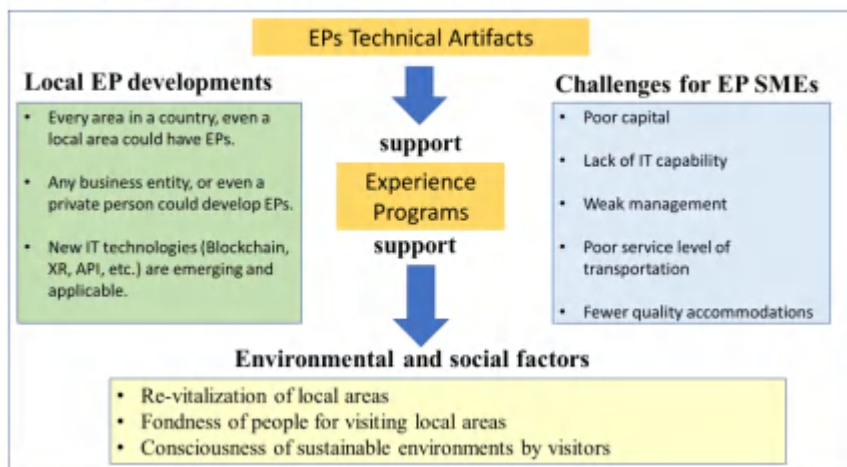 EPs Technical Artifacts
Local EP developments
• Every area in a country, even a
local area could have EPs.
• Any business entity, or even a
private person could develop EPs.
• New IT technologies (Blockchain,
XR, API, etc.) are emerging and
applicable.
support
Experience
Programs
support
Challenges for EP SMEs
• Poor capital
• Lack of IT capability
• Weak management
• Poor service level of
transportation
• Fewer quality accommodations
Environmental and social factors
• Re-vitalization of local areas
• Fondness of people for visiting local areas
• Consciousness of sustainable environments by visitors